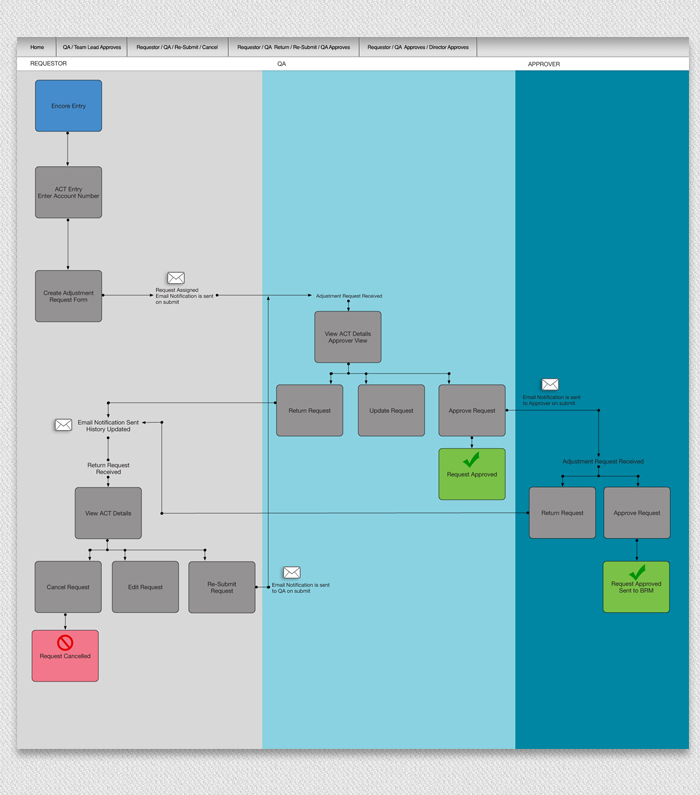 Home
QA / Team Lead Approves
Requestor / QA / Re-Submit / Cancel
Requestor / QA Return / Re-Submit / QA Approves
Requestor / QA Approves / Director Approves
REQUESTOR
QA
APPROVER
Encore Entry
ACT Entry
Enter Account Number
Create Adjustment
Request Form
Request Assigned
Email Notification is sent
on submit
Adjustment Request Received
View ACT Details
Approver View
Return Request
Update Request
Approve Request
Email Notification is sent
to Approver on submit
Email Notification Sent
History Updated
Request Approved
Adjustment Request Received
Return Request
Received
View ACT Details
Return Request
Approve Request
Cancel Request
Edit Request
Re-Submit
Request
Email Notification is sent
to QA on submit
Request Approved
Sent to BRM
Request Cancelled